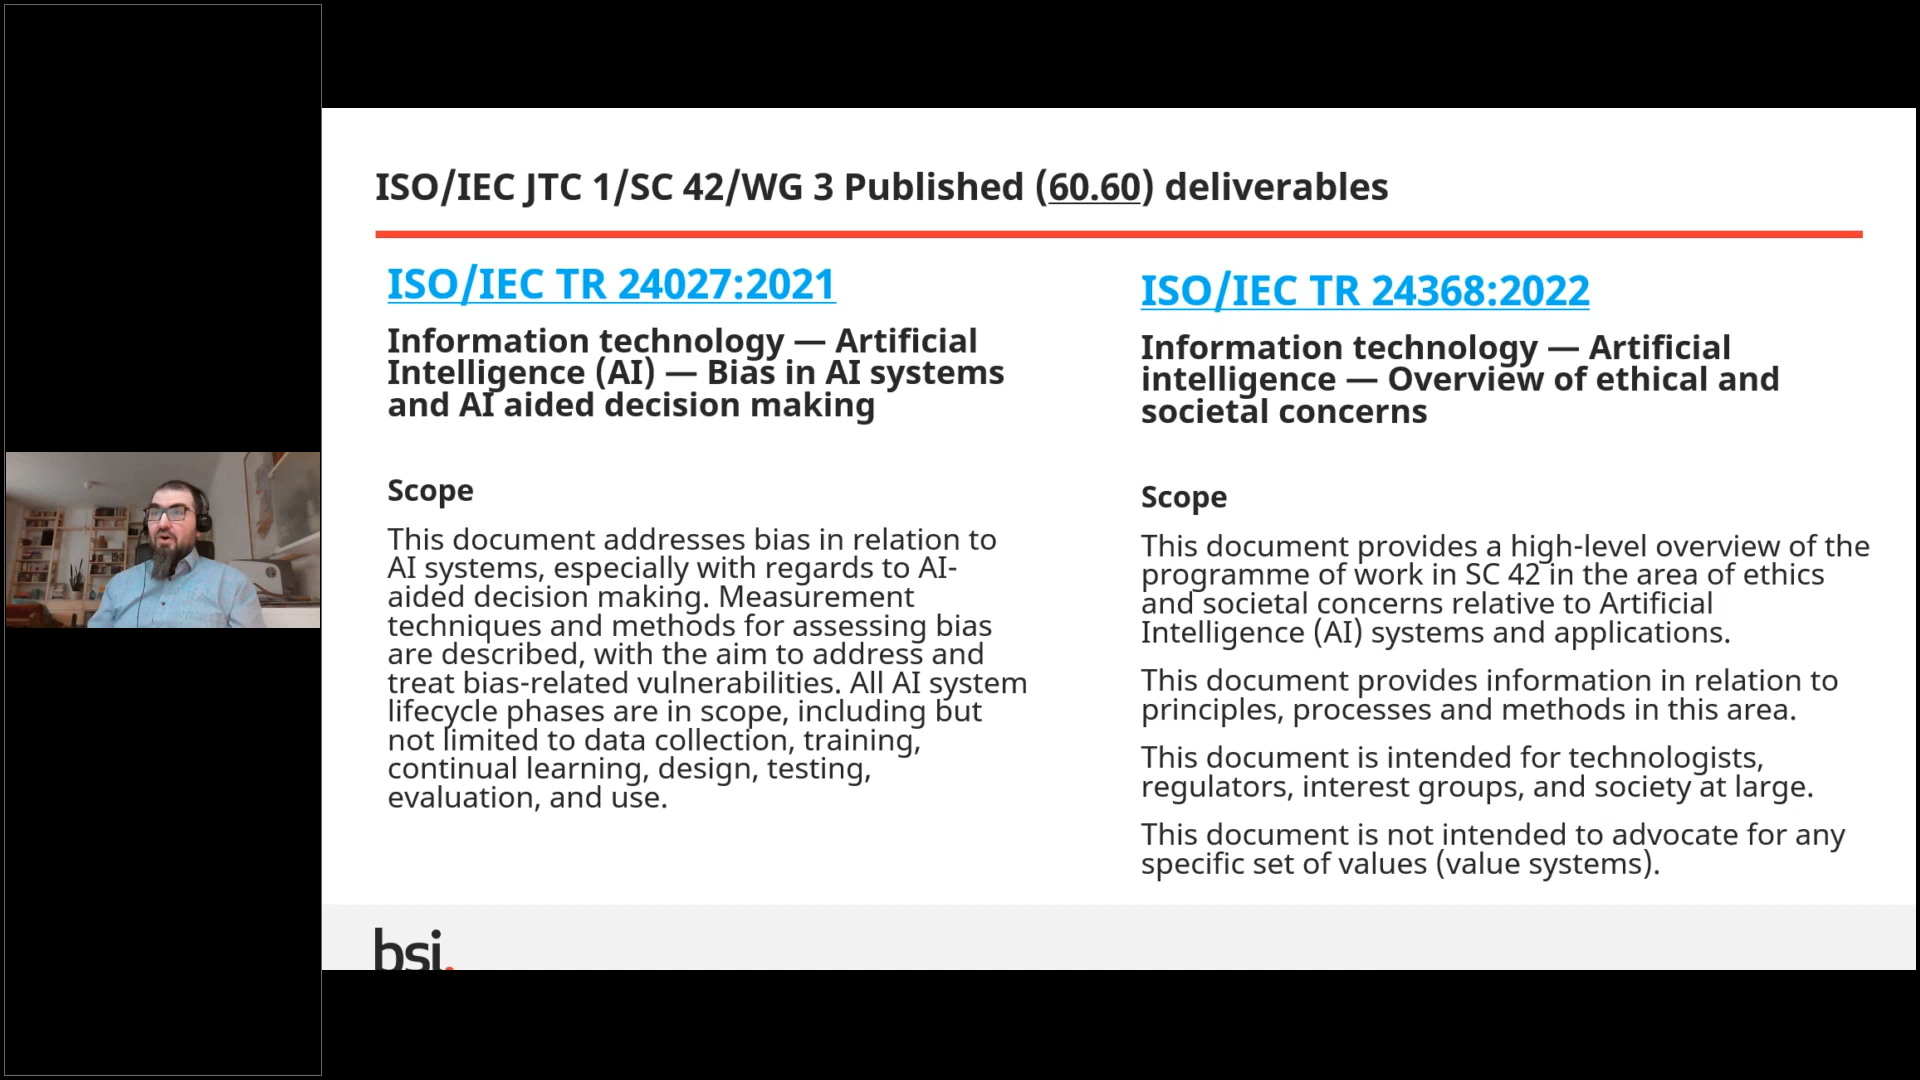 ISO/IEC JTC 1/SC 42/WG 3 Published (60.60) deliverables
ISO/IEC TR 24027:2021
Information technology — Artificial
Intelligence (AI) — Bias in AI systems
and AI aided decision making
Scope
This document addresses bias in relation to
AI systems, especially with regards to AI-
aided decision making. Measurement
techniques and methods for assessing bias
are described, with the aim to address and
treat bias-related vulnerabilities. All AI system
lifecycle phases are in scope, including but
not limited to data collection, training,
continual learning, design, testing,
evaluation, and use.
ISO/IEC TR 24368:2022
Information technology — Artificial
intelligence — Overview of ethical and
societal concerns
Scope
This document provides a high-level overview of the
programme of work in SC 42 in the area of ethics
and societal concerns relative to Artificial
Intelligence (AI) systems and applications.
This document provides information in relation to
principles, processes and methods in this area.
This document is intended for technologists,
regulators, interest groups, and society at large.
This document is not intended to advocate for any
specific set of values (value systems).
bsi.